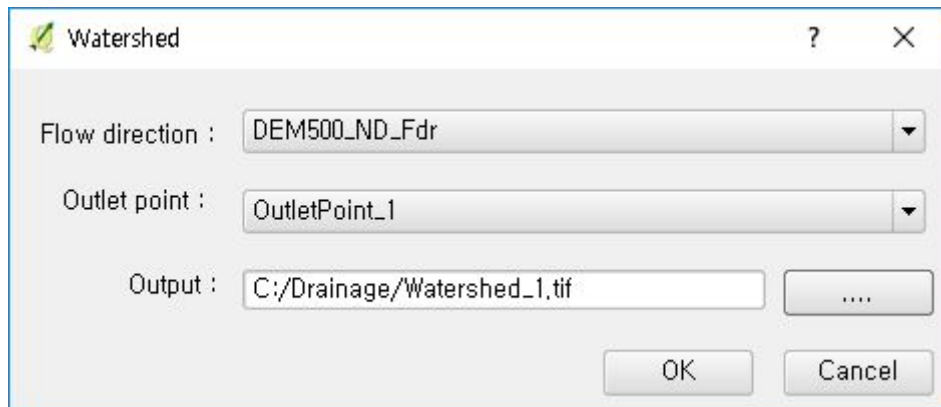 Watershed ?
Flow direction : DEM500_ND_Fdr
Outlet point : OutletPoint_1
Output : C:/Drainage/Watershed_1.tif ....
OK Cancel